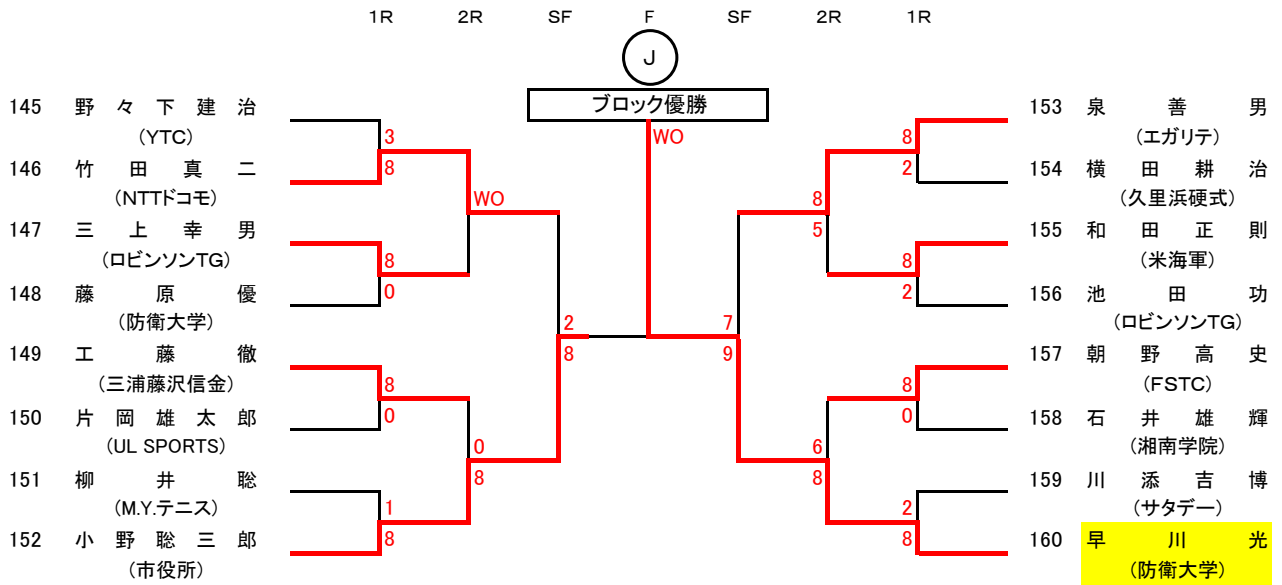 1R 2R SF F SF 2R 1R
J
ブロック優勝
WO
145 野々下建治
(YTC)
146 竹田真二
(NTTドコモ)
147 三上幸男
(ロビンソンTG)
148 藤原優
(防衛大学)
149 工藤徹
(三浦藤沢信金)
150 片岡雄太郎
(UL SPORTS)
151 柳井聡
(M.Y.テニス)
152 小野聡三郎
(市役所)
3
8
8
0
8
0
1
8
WO
0
8
2
8
7
9
8
5
6
8
8
2
8
2
8
0
2
8
153 泉善男
(エガリテ)
154 横田耕治
(久里浜硬式)
155 和田正則
(米海軍)
156 池田功
(ロビンソンTG)
157 朝野高史
(FSTC)
158 石井雄輝
(湘南学院)
159 川添吉博
(サタデー)
160 早川光
(防衛大学)